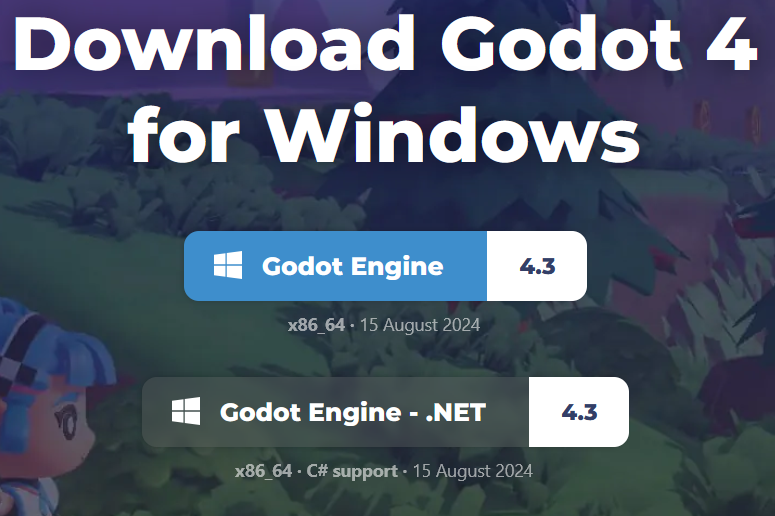 Download Godot 4
for Windows
Godot Engine 4.3
x86_64 · 15 August 2024
Godot Engine - .NET 4.3
x86_64 · C# support · 15 August 2024